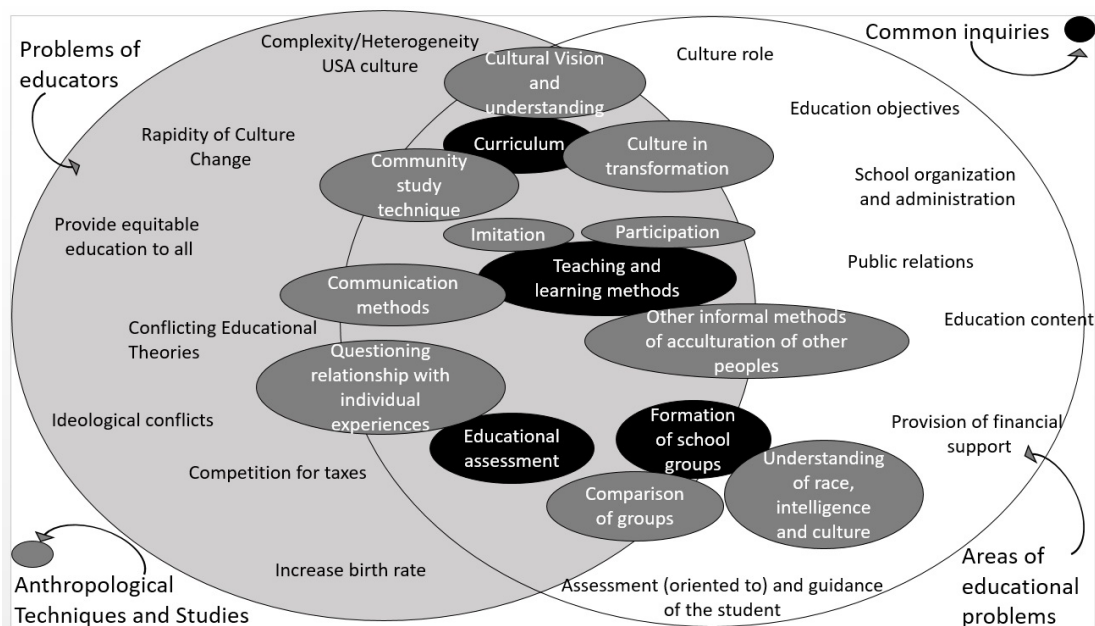 Problems of
educators
Complexity/Heterogeneity
USA culture
Cultural Vision
and
understanding
Culture role
Common inquiries
Rapidity of Culture
Change
Curriculum
Culture in
transformation
Education objectives
Community
study
technique
School organization
and administration
Provide equitable
education to all
Imitation
Participation
Teaching and
learning methods
Public relations
Communication
methods
Conflicting Educational
Theories
Other informal methods
of acculturation of other
peoples
Education content
Questioning
relationship with
individual
experiences
Ideological conflicts
Educational
assessment
Formation
of school
groups
Provision of financial
support
Competition for taxes
Comparison
of groups
Understanding
of race,
intelligence
and culture
Increase birth rate
Assessment (oriented to) and guidance
of the student
Anthropological
Techniques and Studies
Areas of
educational
problems